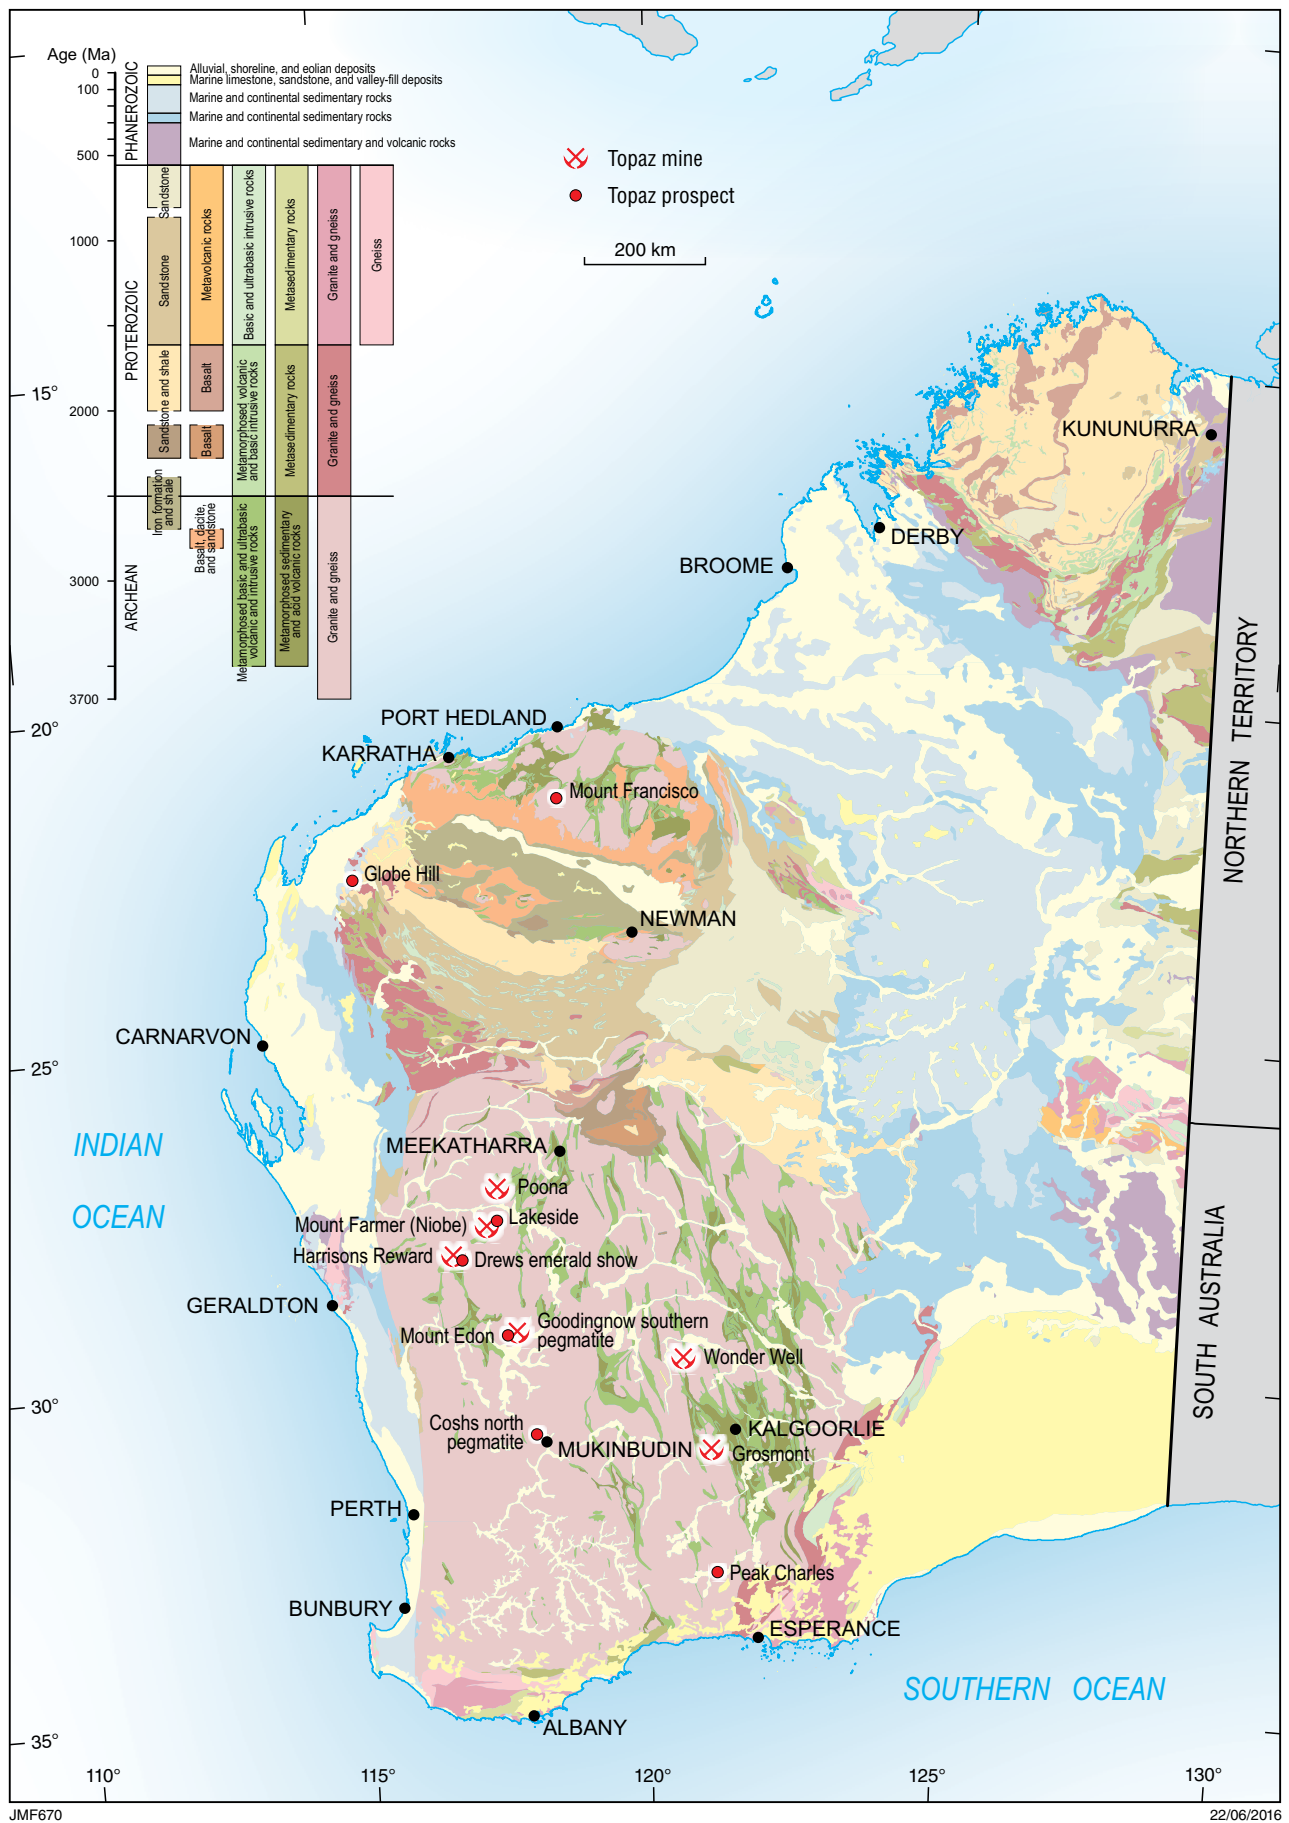 Age (Ma)
0
100
500
1000
2000
3000
3700
PHANEROZOIC
PROTEROZOIC
ARCHEAN
Alluvial, shoreline, and eolian deposits
Marine limestone, sandstone, and valley-fill deposits
Marine and continental sedimentary rocks
Marine and continental sedimentary rocks
Marine and continental sedimentary and volcanic rocks
Sandstone
Sandstone
Sandstone and shale
Sandstone
Iron formation
and shale
Metavolcanic rocks
Basalt
Basalt
Basalt, dacite,
and sandstone
Basic and ultrabasic intrusive rocks
Metamorphosed volcanic
and basic intrusive rocks
Metamorphosed basic and ultrabasic
volcanic and intrusive rocks
Metasedimentary rocks
Metasedimentary rocks
Metamorphosed sedimentary
and acid volcanic rocks
Granite and gneiss
Granite and gneiss
Granite and gneiss
Gneiss
Topaz mine
Topaz prospect
200 km
15°
KUNUNURRA
DERBY
BROOME
NORTHERN TERRITORY
PORT HEDLAND
20°
KARRATHA
Mount Francisco
Globe Hill
NEWMAN
CARNARVON
25°
INDIAN
OCEAN
MEEKATHARRA
Poona
Lakeside
Mount Farmer (Niobe)
Harrisons Reward
Drews emerald show
SOUTH AUSTRALIA
GERALDTON
Goodingnow southern
pegmatite
Mount Edon
Wonder Well
30°
Coshs north
pegmatite
MUKINBUDIN
KALGOORLIE
Grosmont
PERTH
Peak Charles
BUNBURY
ESPERANCE
SOUTHERN OCEAN
ALBANY
35°
110°
115°
120°
125°
130°
JMF670
22/06/2016